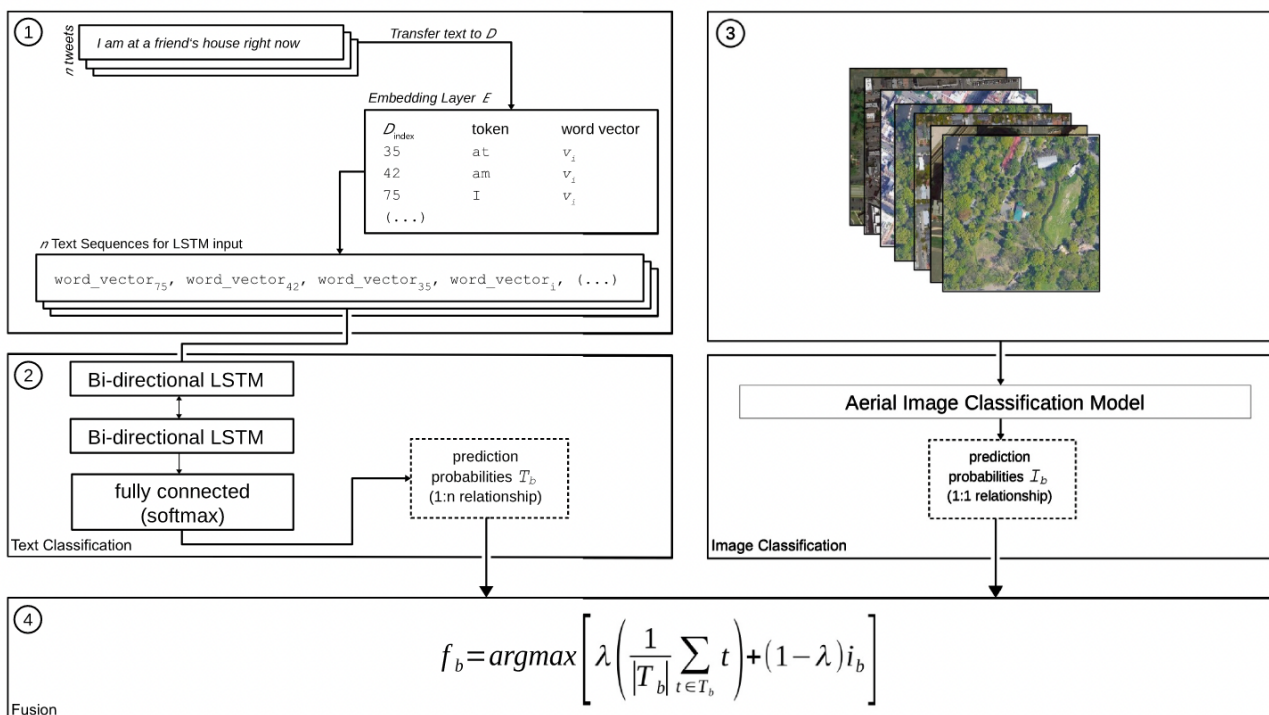 1
n tweets
I am at a friend's house right now
Transfer text to D
Embedding Layer E
D_index token word vector
35 at v_i
42 am v_i
75 I v_i
(...)
n Text Sequences for LSTM input
word_vector_75, word_vector_42, word_vector_35, word_vector_i, (...)
2
Bi-directional LSTM
Bi-directional LSTM
fully connected
(softmax)
prediction
probabilities T_b
(1:n relationship)
Text Classification
3
Aerial Image Classification Model
prediction
probabilities I_b
(1:1 relationship)
Image Classification
4
f_b=argmax[λ(1/|T_b| ∑_{t∈T_b} t)+(1−λ)i_b]
Fusion